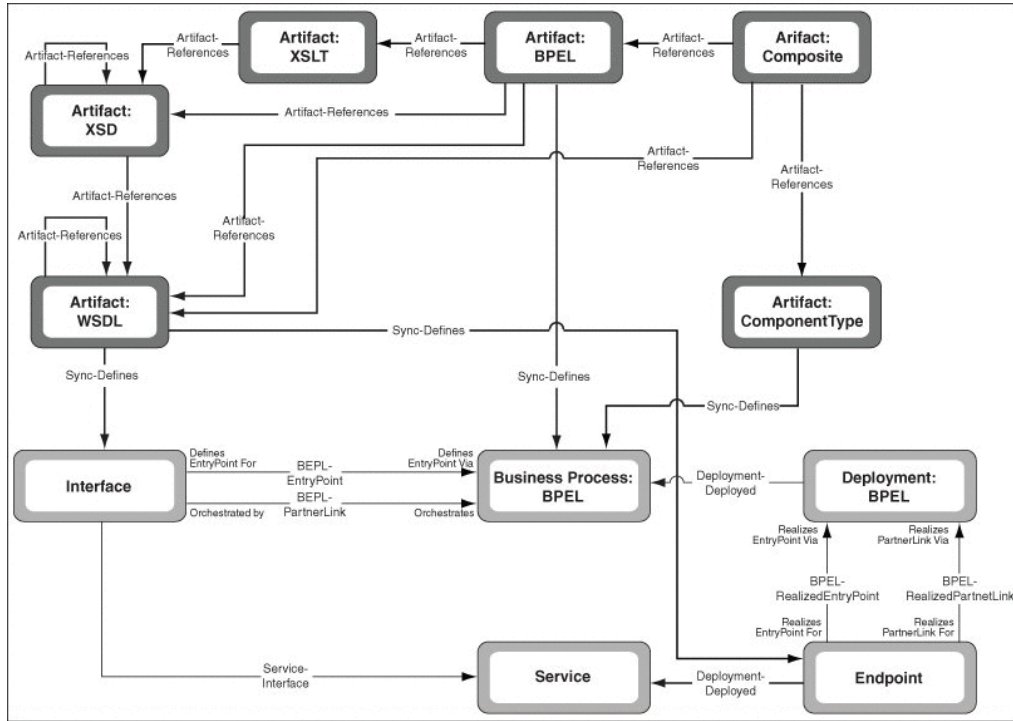 Artifact-References
Artifact-
References
Artifact:
XSLT
Artifact-
References
Artifact:
BPEL
Artifact-
References
Arifact:
Composite
Artifact:
XSD
Artifact-References
Artifact-
References
Artifact-References
Artifact-
References
Artifact-References
Artifact-
References
Artifact:
WSDL
Artifact:
ComponentType
Sync-Defines
Sync-Defines
Sync-Defines
Sync-Defines
Interface
Defines
EntryPoint For
BEPL-
EntryPoint
Defines
EntryPoint Via
Orchestrated by
BEPL-
PartnerLink
Orchestrates
Business Process:
BPEL
Deployment-
Deployed
Deployment:
BPEL
Realizes
EntryPoint Via
Realizes
PartnerLink Via
BPEL-
RealizedEntryPoint
BPEL-
RealizedPartnetLink
Realizes
EntryPoint For
Realizes
PartnerLink For
Service-
Interface
Service
Deployment-
Deployed
Endpoint